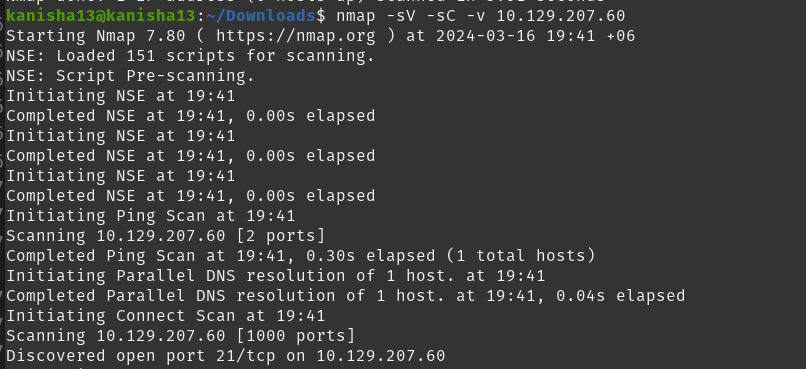 kanisha13@kanisha13:~/Downloads$ nmap -sV -sC -v 10.129.207.60
Starting Nmap 7.80 ( https://nmap.org ) at 2024-03-16 19:41 +06
NSE: Loaded 151 scripts for scanning.
NSE: Script Pre-scanning.
Initiating NSE at 19:41
Completed NSE at 19:41, 0.00s elapsed
Initiating NSE at 19:41
Completed NSE at 19:41, 0.00s elapsed
Initiating NSE at 19:41
Completed NSE at 19:41, 0.00s elapsed
Initiating Ping Scan at 19:41
Scanning 10.129.207.60 [2 ports]
Completed Ping Scan at 19:41, 0.30s elapsed (1 total hosts)
Initiating Parallel DNS resolution of 1 host. at 19:41
Completed Parallel DNS resolution of 1 host. at 19:41, 0.04s elapsed
Initiating Connect Scan at 19:41
Scanning 10.129.207.60 [1000 ports]
Discovered open port 21/tcp on 10.129.207.60